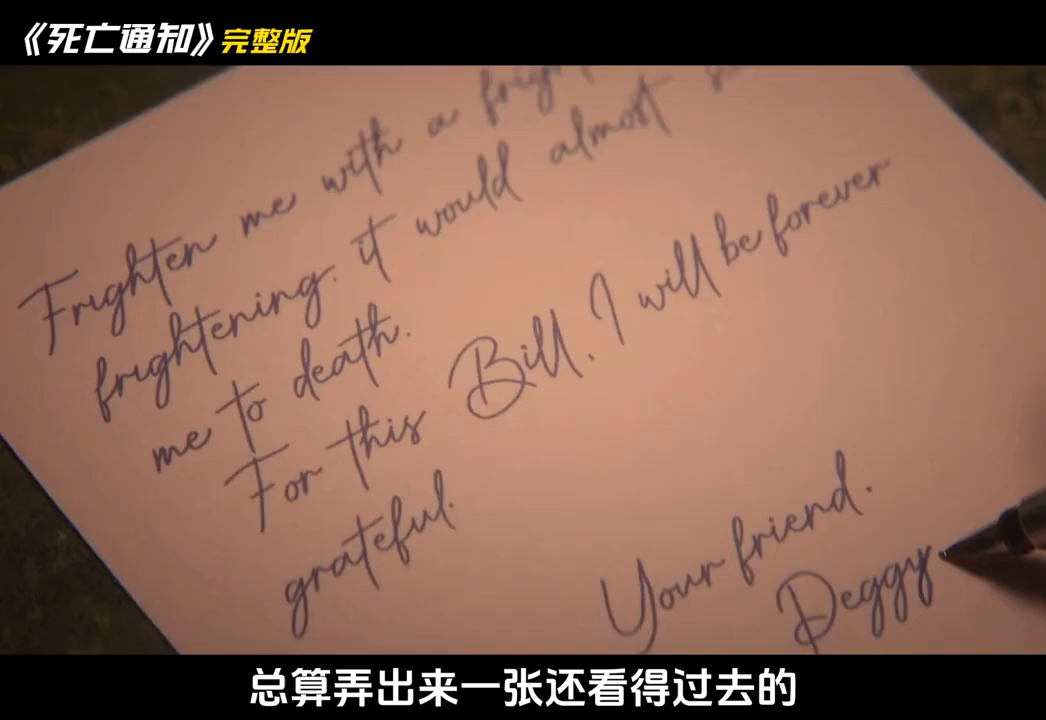 《死亡通知》完整版
Frighten me with a
frightening, it would almost
me to death.
For this Bill, I will be forever
grateful.
Your friend.
Peggy
总算弄出来一张还看得过去的